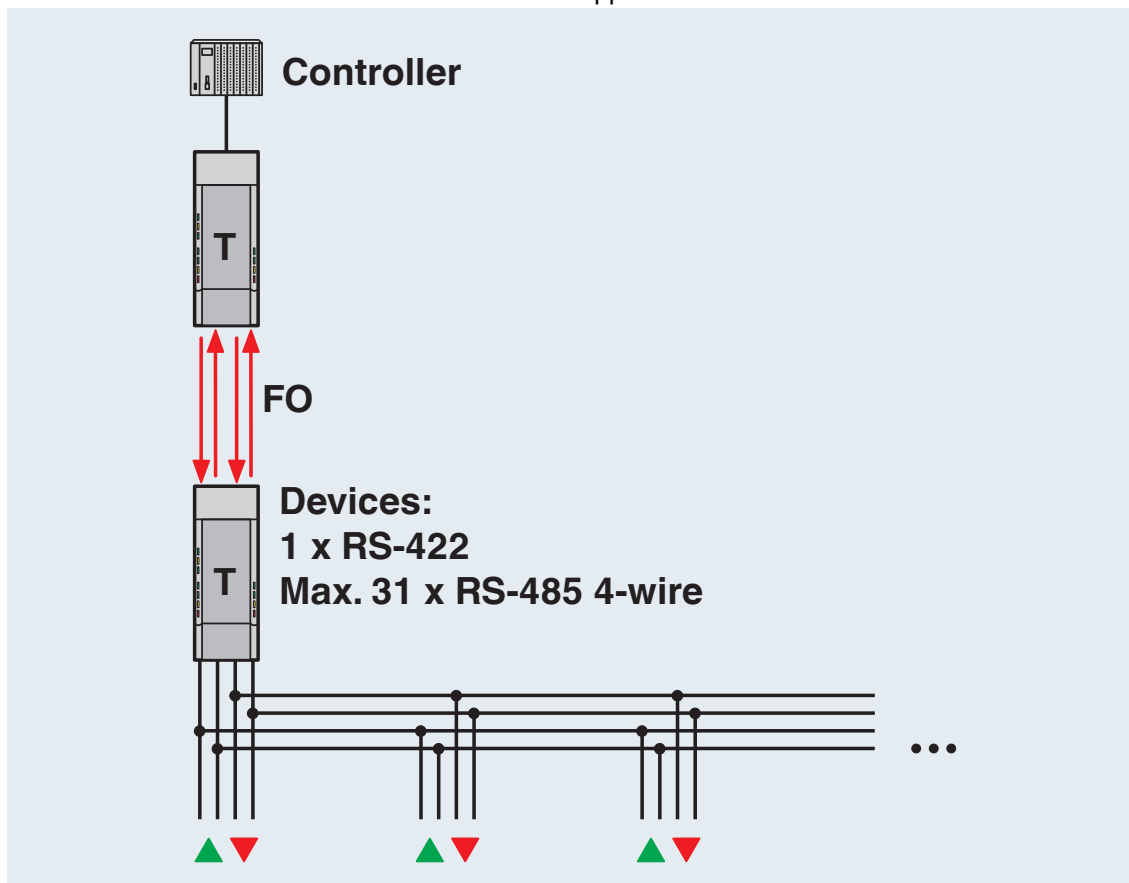 Controller
T
FO
Devices:
1 x RS-422
Max. 31 x RS-485 4-wire
T